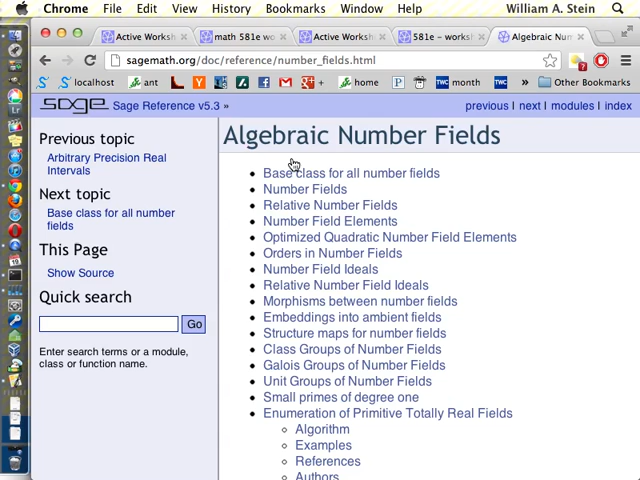 Chrome File Edit View History Bookmarks Window Help William A. Stein
Active Worksh
math 581e wo
Active Worksh
581e – works
Algebraic Num
sagemath.org/doc/reference/number_fields.html
S localhost ant M CAL S M G+ home P TWC month TWC » Other Bookmarks
sage Sage Reference v5.3 » previous | next | modules | index
Previous topic
Arbitrary Precision Real
Intervals
Next topic
Base class for all number
fields
This Page
Show Source
Quick search
Go
Enter search terms or a module,
class or function name.
Algebraic Number Fields
Base class for all number fields
Number Fields
Relative Number Fields
Number Field Elements
Optimized Quadratic Number Field Elements
Orders in Number Fields
Number Field Ideals
Relative Number Field Ideals
Morphisms between number fields
Embeddings into ambient fields
Structure maps for number fields
Class Groups of Number Fields
Galois Groups of Number Fields
Unit Groups of Number Fields
Small primes of degree one
Enumeration of Primitive Totally Real Fields
Algorithm
Examples
References
Authors